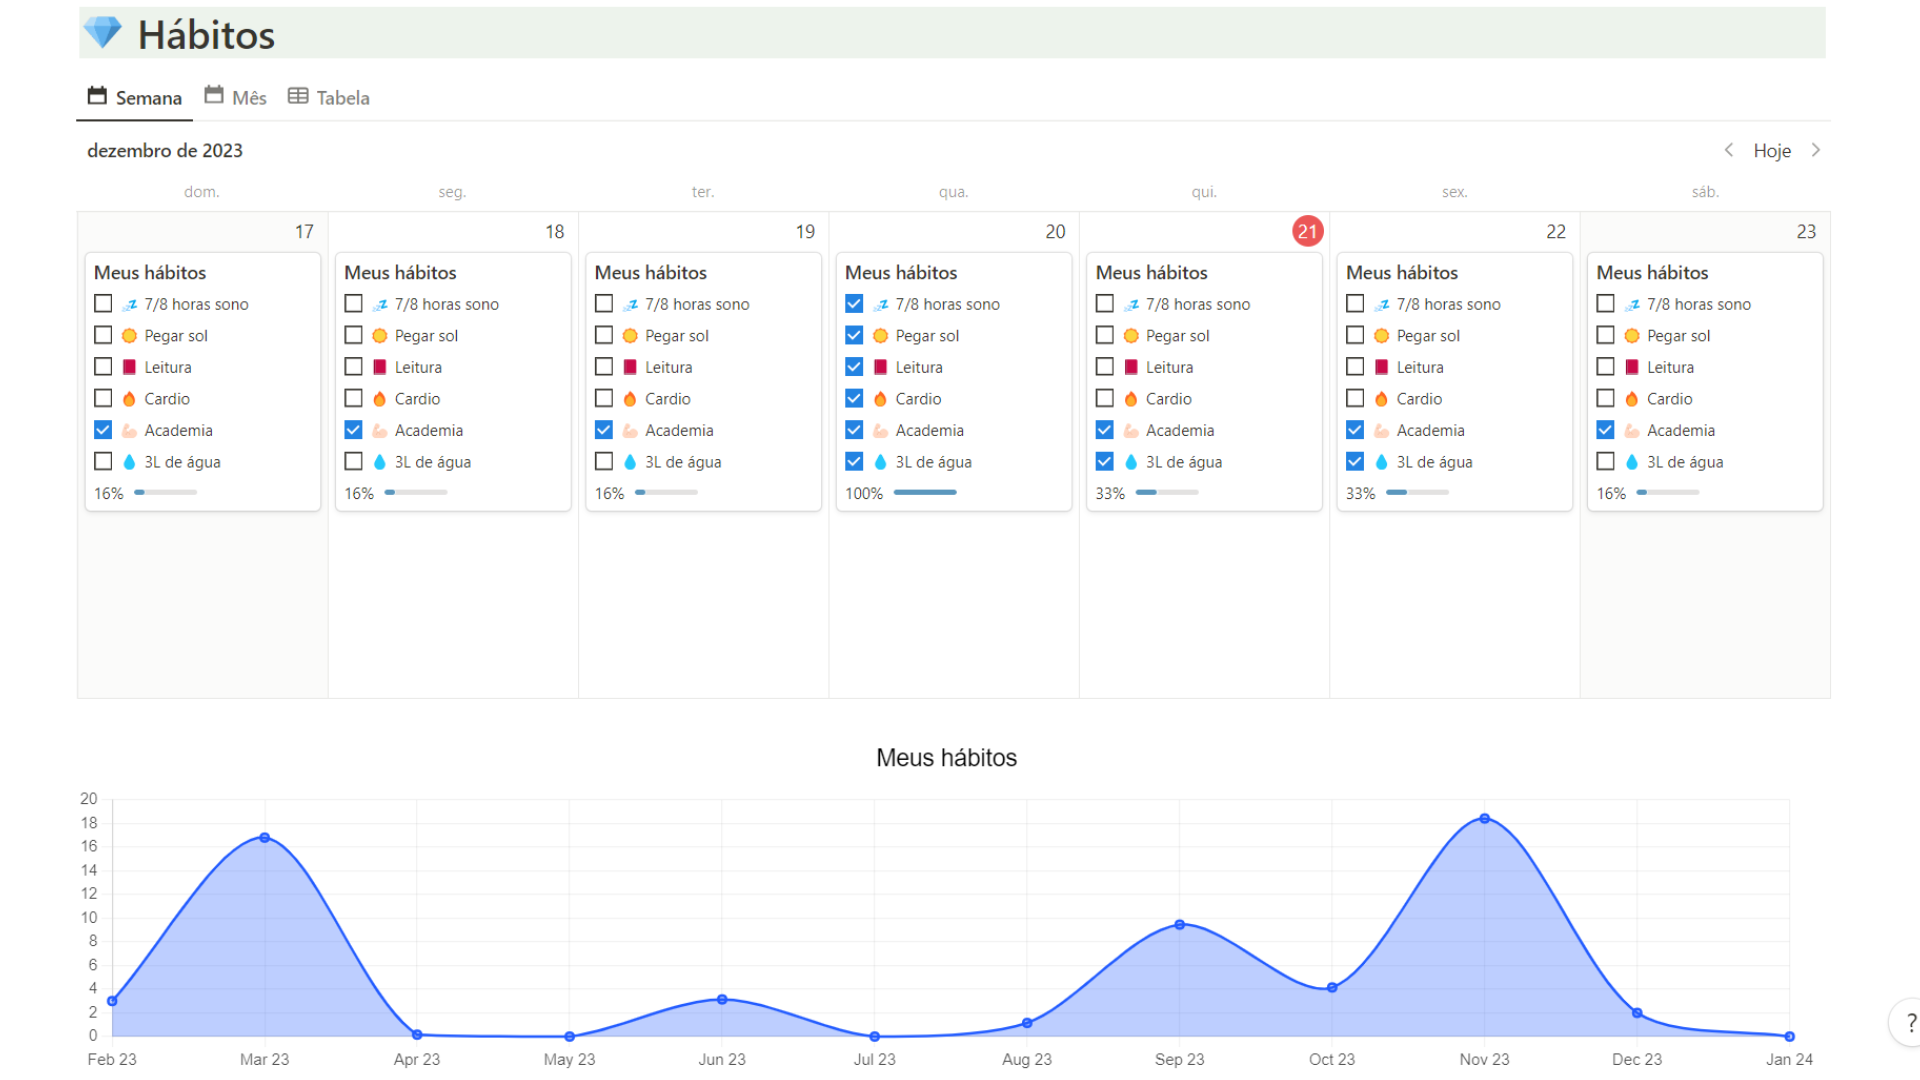 Hábitos
Semana Mês Tabela
dezembro de 2023 Hoje
dom. seg. ter. qua. qui. sex. sáb.
17 18 19 20 21 22 23
Meus hábitos Meus hábitos Meus hábitos Meus hábitos Meus hábitos Meus hábitos Meus hábitos
7/8 horas sono 7/8 horas sono 7/8 horas sono 7/8 horas sono 7/8 horas sono 7/8 horas sono 7/8 horas sono
Pegar sol Pegar sol Pegar sol Pegar sol Pegar sol Pegar sol Pegar sol
Leitura Leitura Leitura Leitura Leitura Leitura Leitura
Cardio Cardio Cardio Cardio Cardio Cardio Cardio
Academia Academia Academia Academia Academia Academia Academia
3L de água 3L de água 3L de água 3L de água 3L de água 3L de água 3L de água
16% 16% 16% 100% 33% 33% 16%
Meus hábitos
20
18
16
14
12
10
8
6
4
2
0
Feb 23 Mar 23 Apr 23 May 23 Jun 23 Jul 23 Aug 23 Sep 23 Oct 23 Nov 23 Dec 23 Jan 24
?